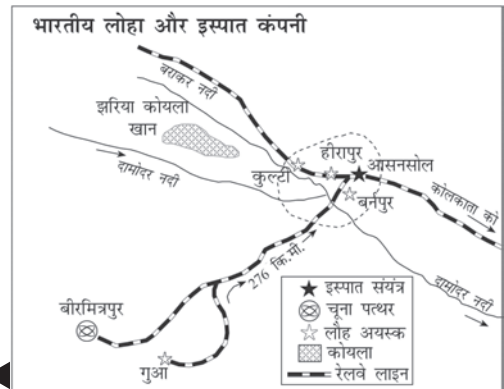 भारतीय लोहा और इस्पात कंपनी
बराकर नदी
झरिया कोयला
खान
दामोदर नदी
हीरापुर
आसनसोल
कुल्टी
बर्नपुर
कोलकाता को
276 कि.मी.
दामोदर नदी
बीरमित्रपुर
गुआ
इस्पात संयंत्र
चूना पत्थर
लौह अयस्क
कोयला
रेलवे लाइन